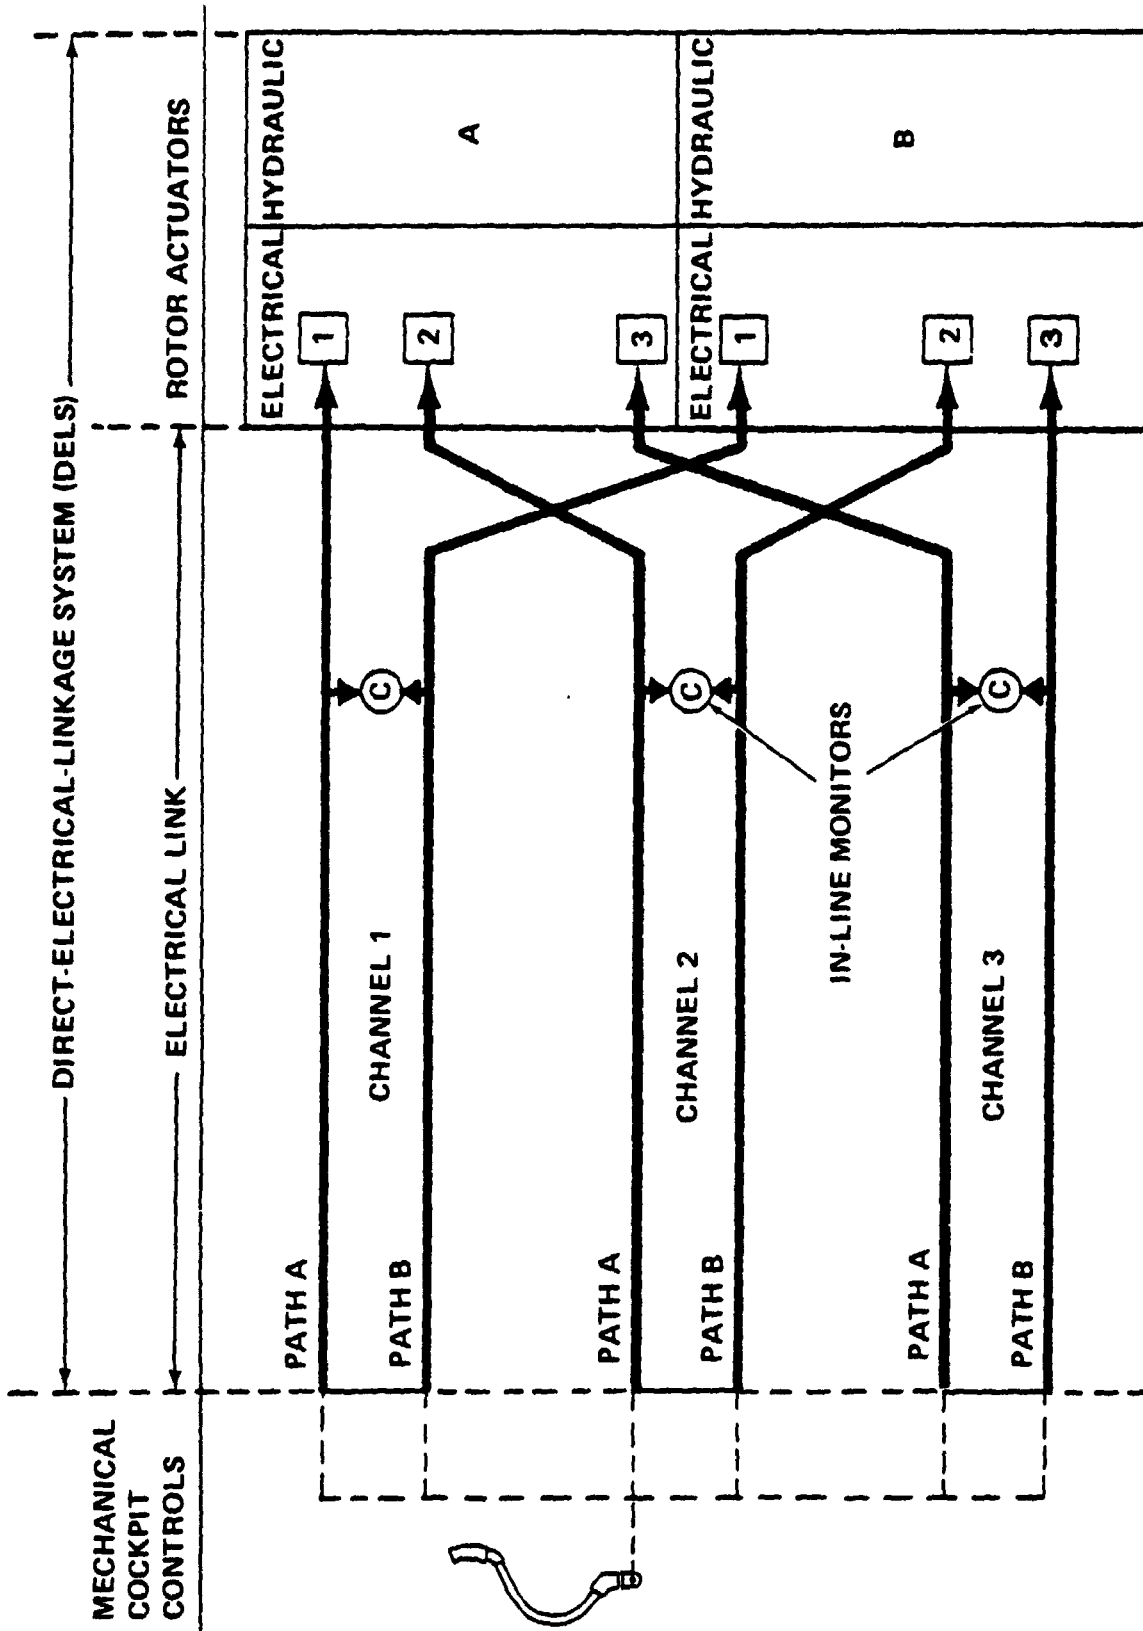 DIRECT-ELECTRICAL-LINKAGE SYSTEM (DELS)
MECHANICAL
COCKPIT
CONTROLS
ELECTRICAL LINK
ROTOR ACTUATORS
ELECTRICAL
HYDRAULIC
PATH A
1
CHANNEL 1
C
PATH B
2
A
PATH A
3
CHANNEL 2
C
ELECTRICAL
HYDRAULIC
PATH B
1
IN-LINE MONITORS
B
PATH A
2
CHANNEL 3
C
PATH B
3